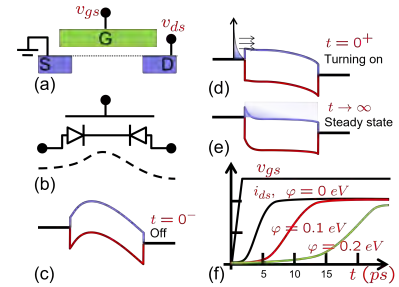 v_gs
v_ds
G
S
D
(a)
(b)
t = 0⁻
Off
(c)
t = 0⁺
Turning on
(d)
t → ∞
Steady state
(e)
v_gs
i_ds, φ = 0 eV
φ = 0.1 eV
φ = 0.2 eV
(f)
5 10 15
t (ps)